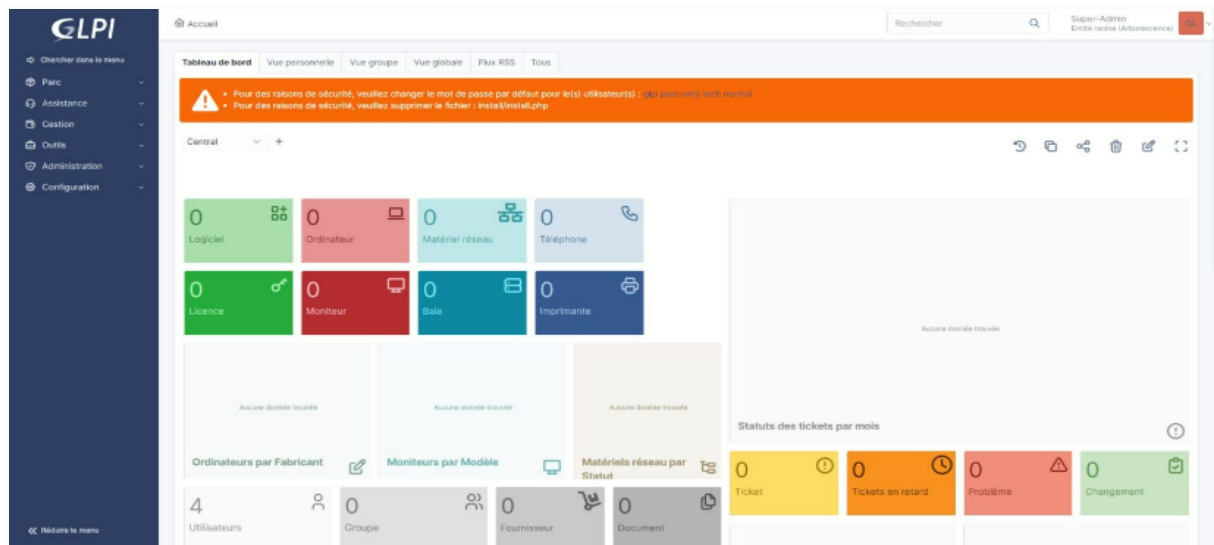 GLPI
Accueil
Rechercher
Super-Admin
Entité racine (Arborescence)
GL
Chercher dans le menu
Parc
Assistance
Gestion
Outils
Administration
Configuration
Réduire le menu
Tableau de bord Vue personnelle Vue groupe Vue globale Flux RSS Tous
• Pour des raisons de sécurité, veuillez changer le mot de passe par défaut pour le(s) utilisateur(s) : glpi post-only tech normal
• Pour des raisons de sécurité, veuillez supprimer le fichier : install/install.php
Central
0 0 0 0
Logiciel Ordinateur Matériel réseau Téléphone
0 0 0 0
Licence Moniteur Baie Imprimante
Aucune donnée trouvée
Aucune donnée trouvée Aucune donnée trouvée Aucune donnée trouvée
Statuts des tickets par mois
Ordinateurs par Fabricant Moniteurs par Modèle Matériels réseau par
Statut
0 0 0 0
Ticket Tickets en retard Problème Changement
4 0 0 0
Utilisateurs Groupe Fournisseur Document